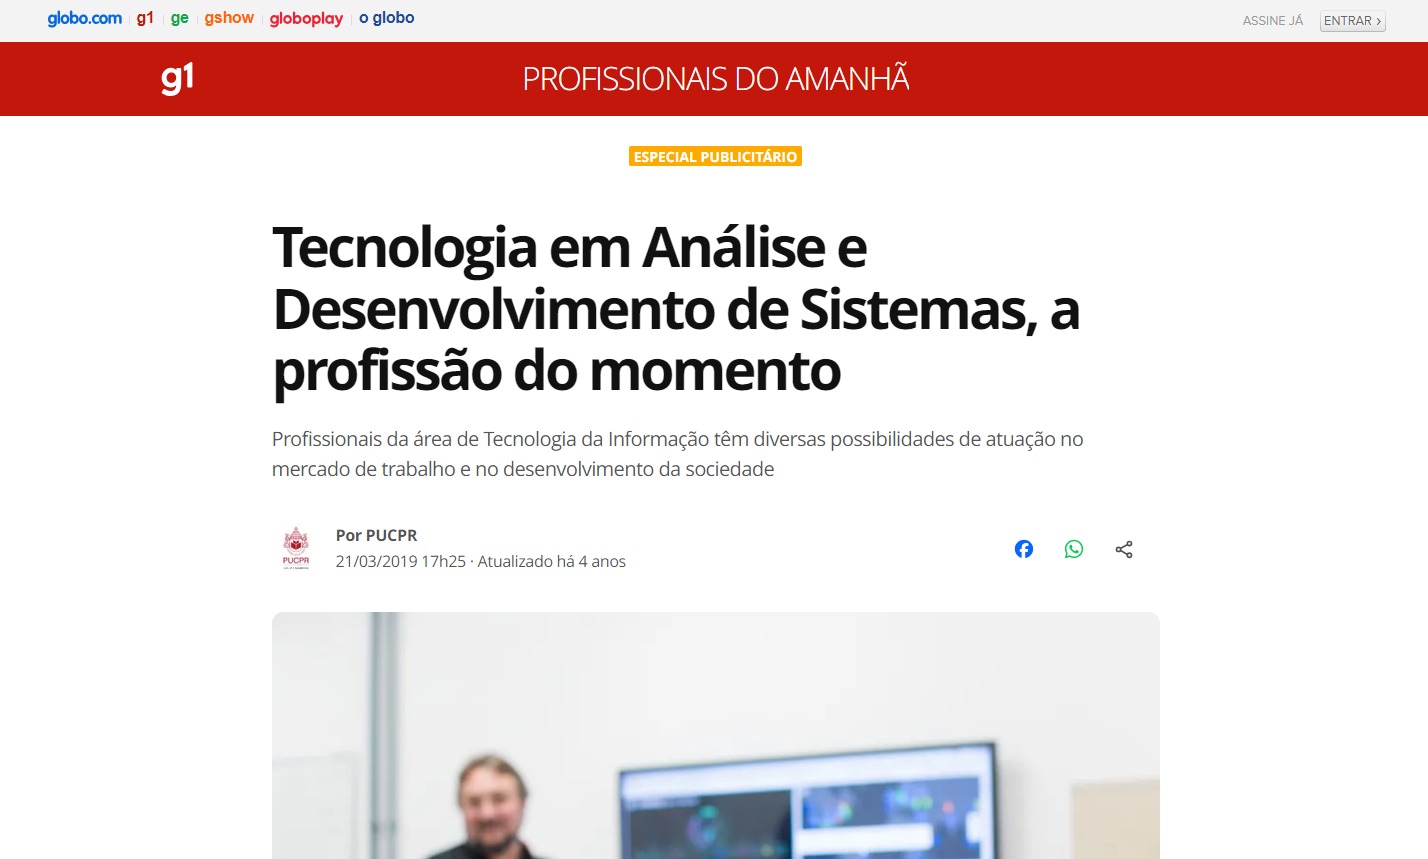 globo.com g1 ge gshow globoplay o globo ASSINE JÁ ENTRAR ›
g1 PROFISSIONAIS DO AMANHÃ
ESPECIAL PUBLICITÁRIO
Tecnologia em Análise e
Desenvolvimento de Sistemas, a
profissão do momento
Profissionais da área de Tecnologia da Informação têm diversas possibilidades de atuação no
mercado de trabalho e no desenvolvimento da sociedade
PUCPR
Por PUCPR
21/03/2019 17h25 · Atualizado há 4 anos